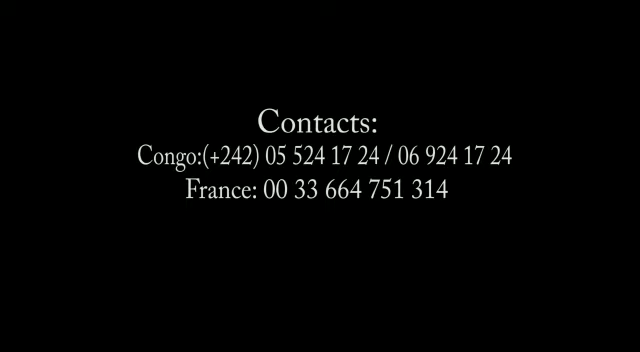 Contacts:
Congo:(+242) 05 524 17 24 / 06 924 17 24
France: 00 33 664 751 314